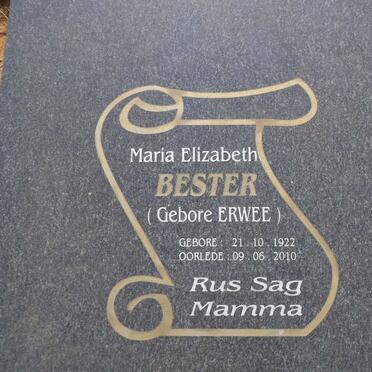 Maria Elizabeth
BESTER
( Gebore ERWEE )
GEBORE : 21 . 10 . 1922
OORLEDE : 09 . 06 . 2010
Rus Sag
Mamma